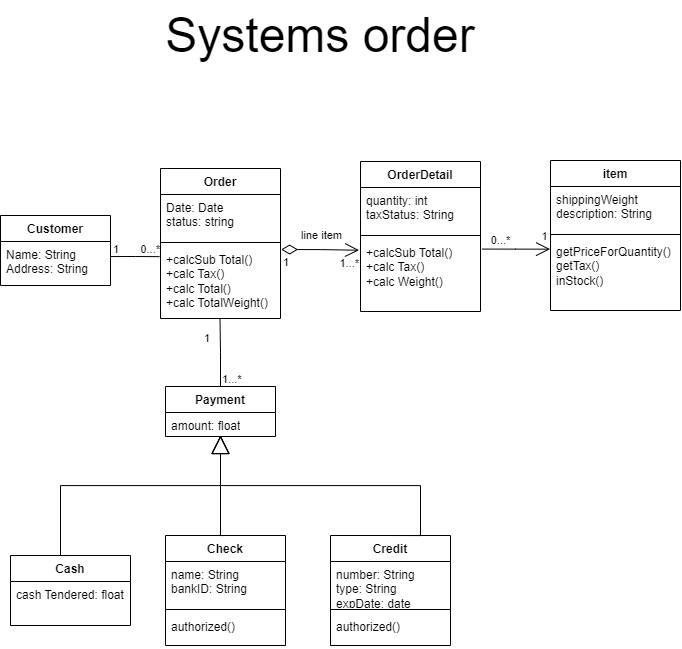 Systems order
Customer
Name: String
Address: String
1
0...*
Order
Date: Date
status: string
+calcSub Total()
+calc Tax()
+calc Total()
+calc TotalWeight()
line item
1
1...*
OrderDetail
quantity: int
taxStatus: String
+calcSub Total()
+calc Tax()
+calc Weight()
0...*
1
item
shippingWeight
description: String
getPriceForQuantity()
getTax()
inStock()
1
1...*
Payment
amount: float
Cash
cash Tendered: float
Check
name: String
bankID: String
authorized()
Credit
number: String
type: String
expDate: date
authorized()